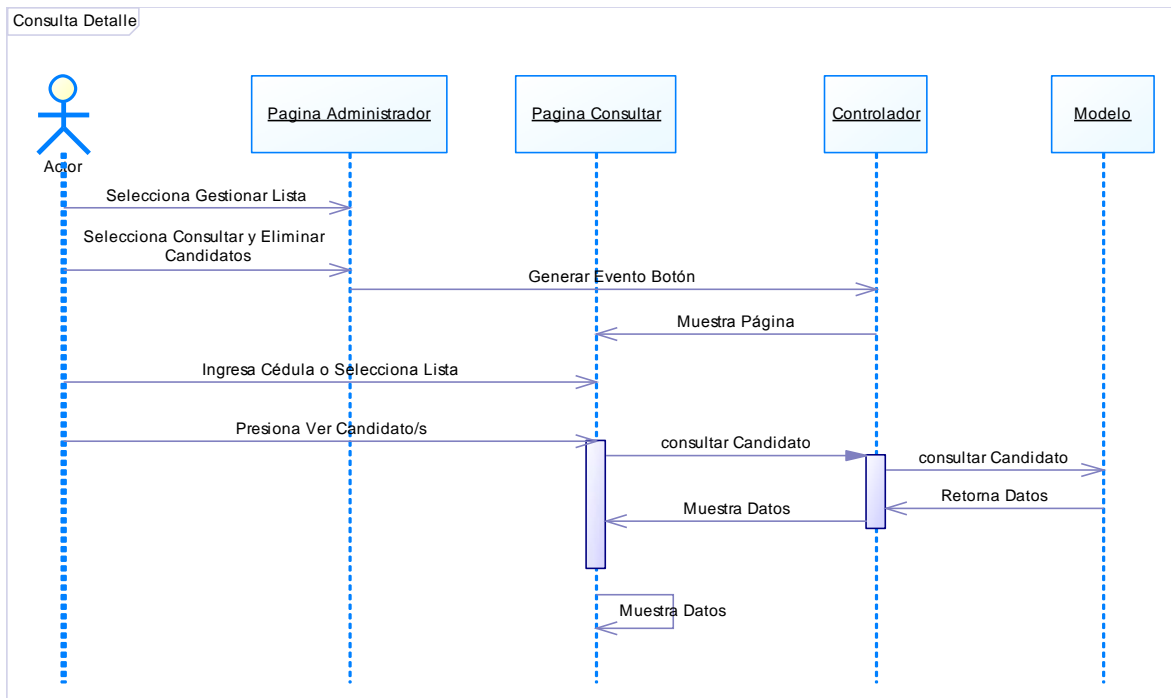 Consulta Detalle
Pagina Administrador
Pagina Consultar
Controlador
Modelo
Actor
Selecciona Gestionar Lista
Selecciona Consultar y Eliminar
Candidatos
Generar Evento Botón
Muestra Página
Ingresa Cédula o Selecciona Lista
Presiona Ver Candidato/s
consultar Candidato
consultar Candidato
Retorna Datos
Muestra Datos
Muestra Datos